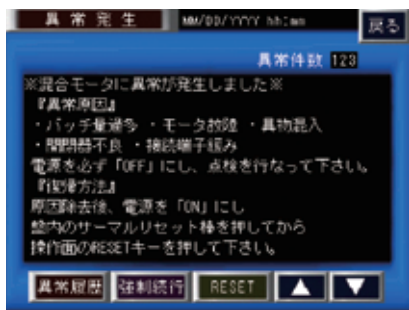 異常発生 MM/DD/YYYY hh:mm 戻る
異常件数 123
※混合モータに異常が発生しました※
『異常原因』
・バッチ量過多 ・モータ故障 ・異物混入
・開閉器不良 ・接続端子緩み
電源を必ず「OFF」にし、点検を行なって下さい。
『復帰方法』
原因除去後、電源を「ON」にし
盤内のサーマルリセット棒を押してから
操作面のRESETキーを押して下さい。
異常履歴 強制続行 RESET ▲ ▼